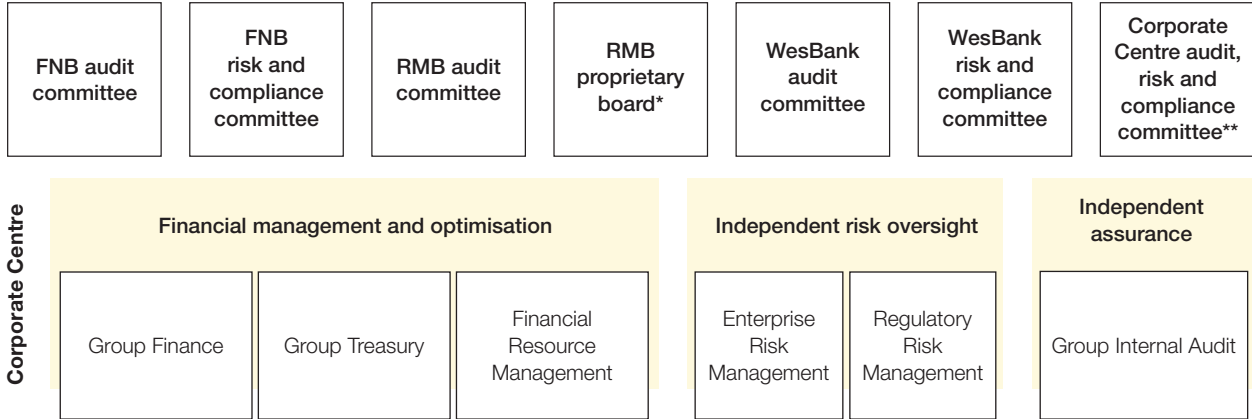 FNB audit
committee
FNB
risk and
compliance
committee
RMB audit
committee
RMB
proprietary
board*
WesBank
audit
committee
WesBank
risk and
compliance
committee
Corporate
Centre audit,
risk and
compliance
committee**
Corporate Centre
Financial management and optimisation
Group Finance
Group Treasury
Financial
Resource
Management
Independent risk oversight
Enterprise
Risk
Management
Regulatory
Risk
Management
Independent
assurance
Group Internal Audit